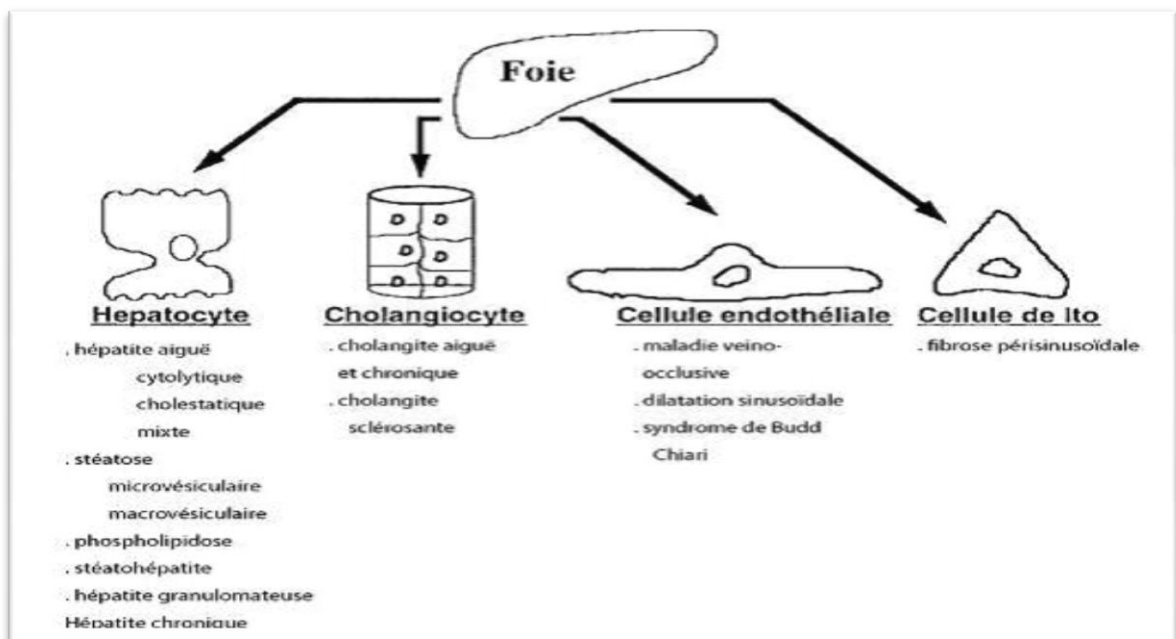 Foie
Hepatocyte
. hépatite aiguë
cytolytique
cholestatique
mixte
. stéatose
microvésiculaire
macrovésiculaire
. phospholipidose
. stéatohépatite
. hépatite granulomateuse
Hépatite chronique
Cholangiocyte
. cholangite aiguë
et chronique
. cholangite
sclérosante
Cellule endothéliale
. maladie veino-
occlusive
. dilatation sinusoïdale
. syndrome de Budd
Chiari
Cellule de Ito
. fibrose périsinusoïdale